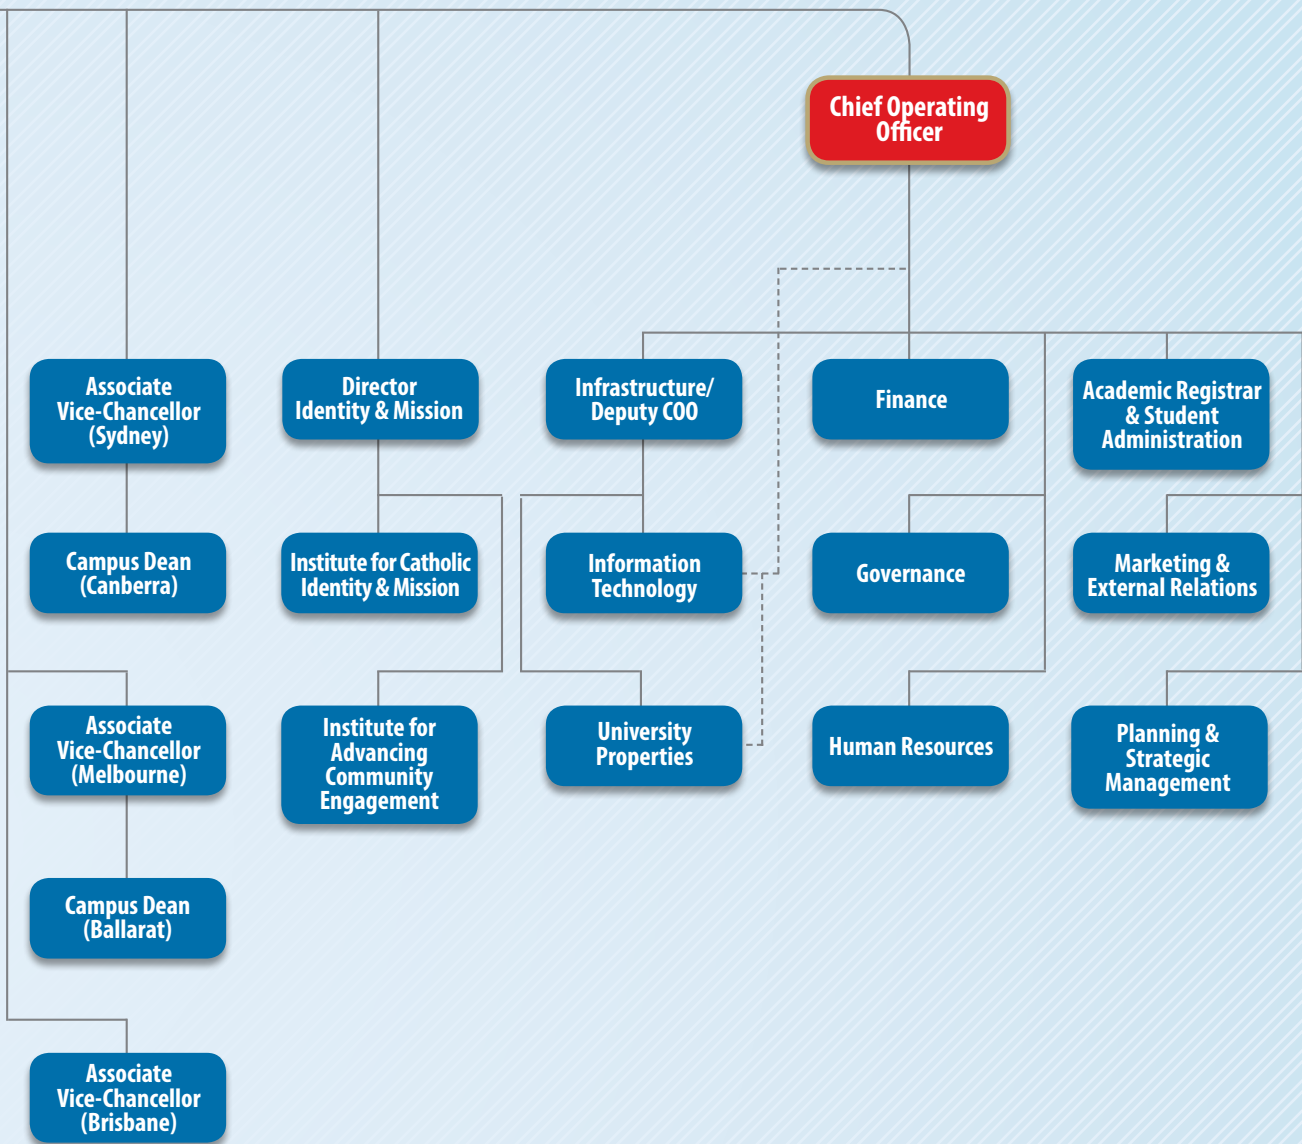 Chief Operating
Officer
Associate
Vice-Chancellor
(Sydney)
Director
Identity & Mission
Infrastructure/
Deputy COO
Finance
Academic Registrar
& Student
Administration
Campus Dean
(Canberra)
Institute for Catholic
Identity & Mission
Information
Technology
Governance
Marketing &
External Relations
Associate
Vice-Chancellor
(Melbourne)
Institute for
Advancing
Community
Engagement
University
Properties
Human Resources
Planning &
Strategic
Management
Campus Dean
(Ballarat)
Associate
Vice-Chancellor
(Brisbane)